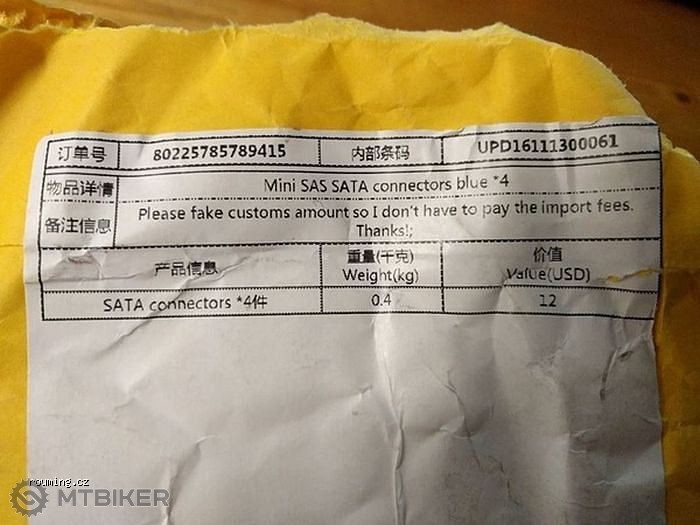 订单号 80225785789415 内部条码 UPD16111300061
物品详情 Mini SAS SATA connectors blue *4
备注信息 Please fake customs amount so I don't have to pay the import fees.
Thanks!;
产品信息 重量(千克) 价值
Weight(kg) Value(USD)
SATA connectors *4件 0.4 12
rouming.cz
MTBIKER